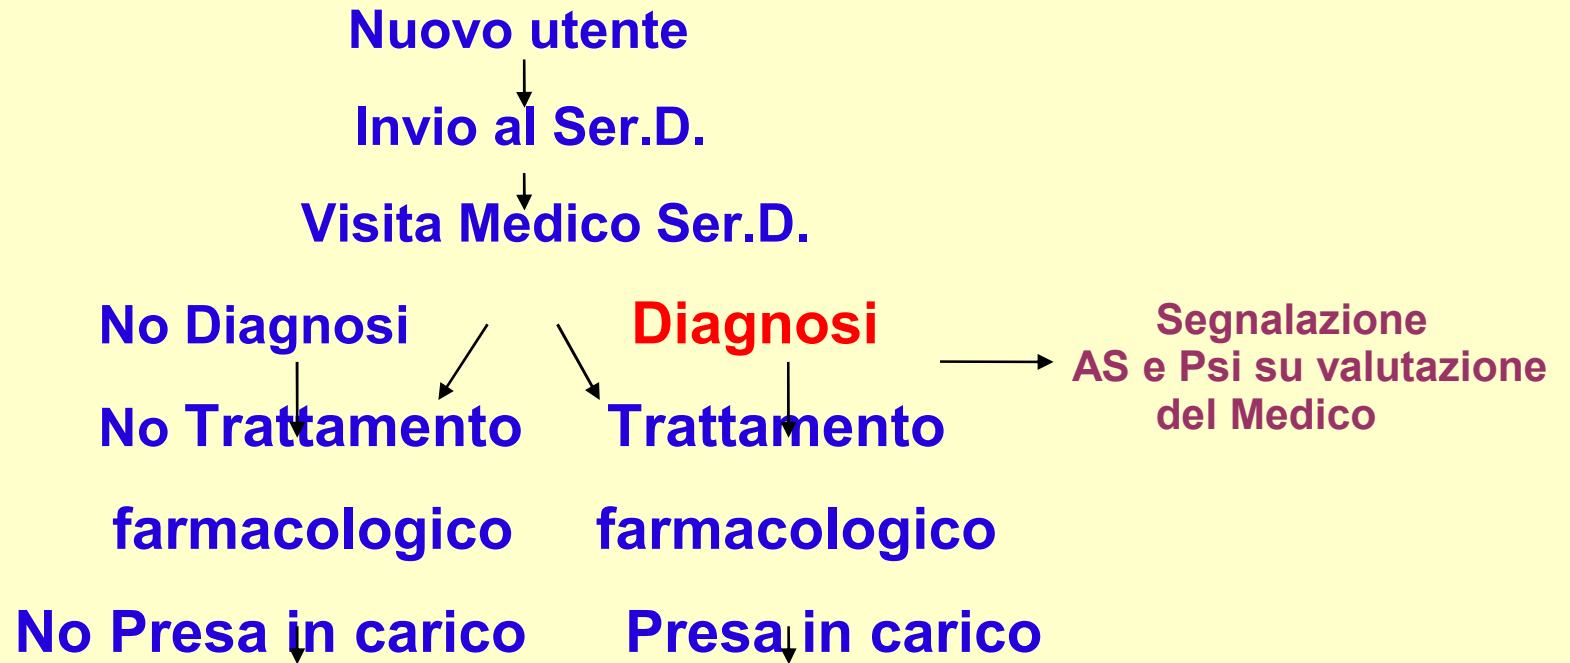 Nuovo utente
Invio al Ser.D.
Visita Medico Ser.D.
No Diagnosi
Diagnosi
Segnalazione
AS e Psi su valutazione
del Medico
No Trattamento
Trattamento
farmacologico
farmacologico
No Presa in carico
Presa in carico